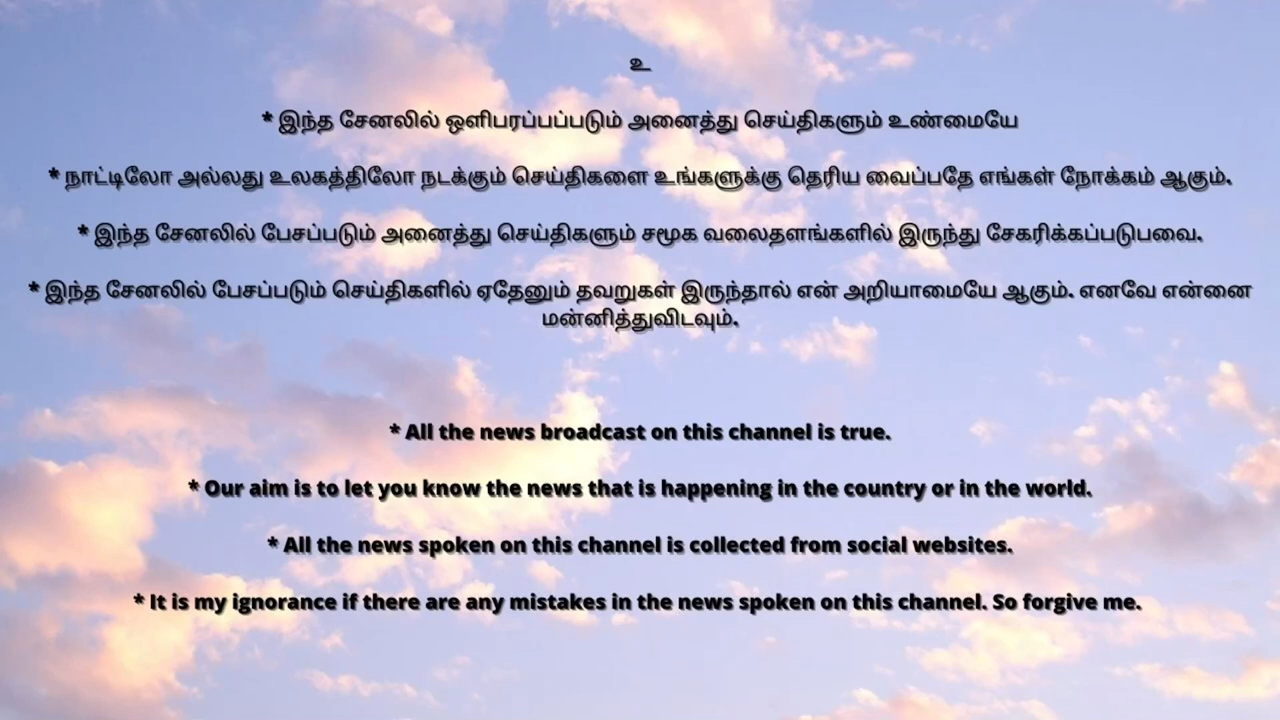 உ
* இந்த சேனலில் ஒளிபரப்பப்படும் அனைத்து செய்திகளும் உண்மையே
* நாட்டிலோ அல்லது உலகத்திலோ நடக்கும் செய்திகளை உங்களுக்கு தெரிய வைப்பதே எங்கள் நோக்கம் ஆகும்.
* இந்த சேனலில் பேசப்படும் அனைத்து செய்திகளும் சமூக வலைதளங்களில் இருந்து சேகரிக்கப்படுபவை.
* இந்த சேனலில் பேசப்படும் செய்திகளில் ஏதேனும் தவறுகள் இருந்தால் என் அறியாமையே ஆகும். எனவே என்னை
மன்னித்துவிடவும்.
* All the news broadcast on this channel is true.
* Our aim is to let you know the news that is happening in the country or in the world.
* All the news spoken on this channel is collected from social websites.
* It is my ignorance if there are any mistakes in the news spoken on this channel. So forgive me.